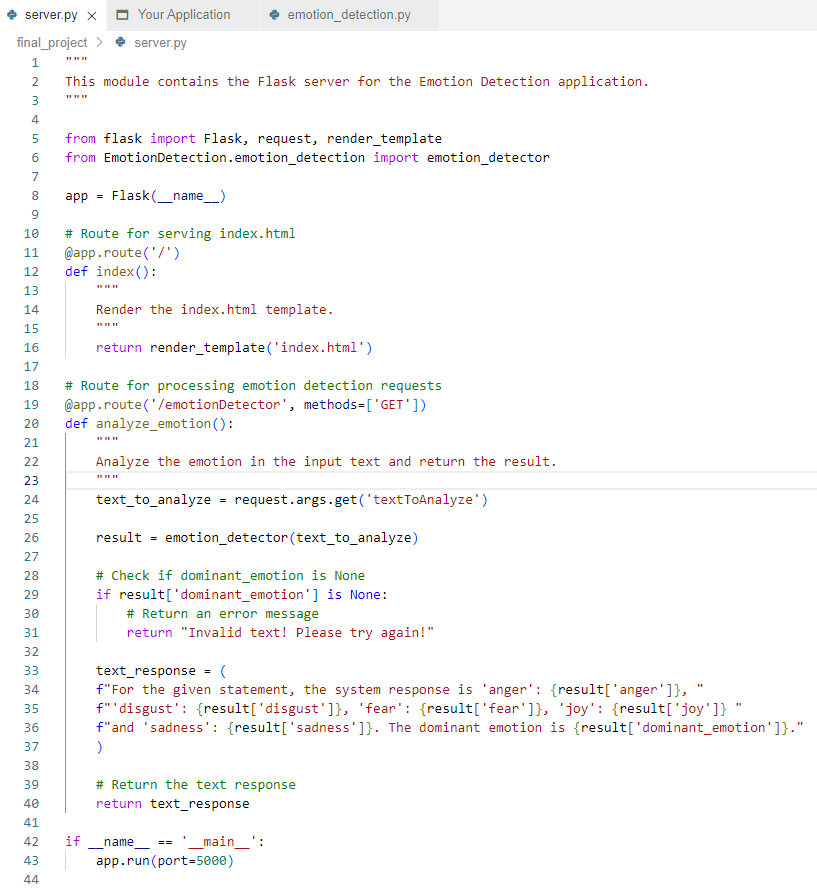 server.py × Your Application emotion_detection.py
final_project > server.py
1 """
2 This module contains the Flask server for the Emotion Detection application.
3 """
4
5 from flask import Flask, request, render_template
6 from EmotionDetection.emotion_detection import emotion_detector
7
8 app = Flask(__name__)
9
10 # Route for serving index.html
11 @app.route('/')
12 def index():
13     """
14     Render the index.html template.
15     """
16     return render_template('index.html')
17
18 # Route for processing emotion detection requests
19 @app.route('/emotionDetector', methods=['GET'])
20 def analyze_emotion():
21     """
22     Analyze the emotion in the input text and return the result.
23     """
24     text_to_analyze = request.args.get('textToAnalyze')
25
26     result = emotion_detector(text_to_analyze)
27
28     # Check if dominant_emotion is None
29     if result['dominant_emotion'] is None:
30         # Return an error message
31         return "Invalid text! Please try again!"
32
33     text_response = (
34     f"For the given statement, the system response is 'anger': {result['anger']}, "
35     f"'disgust': {result['disgust']}, 'fear': {result['fear']}, 'joy': {result['joy']} "
36     f"and 'sadness': {result['sadness']}. The dominant emotion is {result['dominant_emotion']}."
37     )
38
39     # Return the text response
40     return text_response
41
42 if __name__ == '__main__':
43     app.run(port=5000)
44